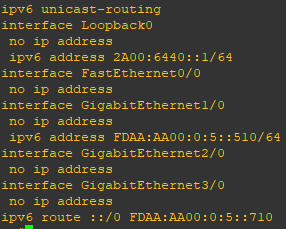 ipv6 unicast-routing
interface Loopback0
 no ip address
 ipv6 address 2A00:6440::1/64
interface FastEthernet0/0
 no ip address
interface GigabitEthernet1/0
 no ip address
 ipv6 address FDAA:AA00:0:5::510/64
interface GigabitEthernet2/0
 no ip address
interface GigabitEthernet3/0
 no ip address
ipv6 route ::/0 FDAA:AA00:0:5::710